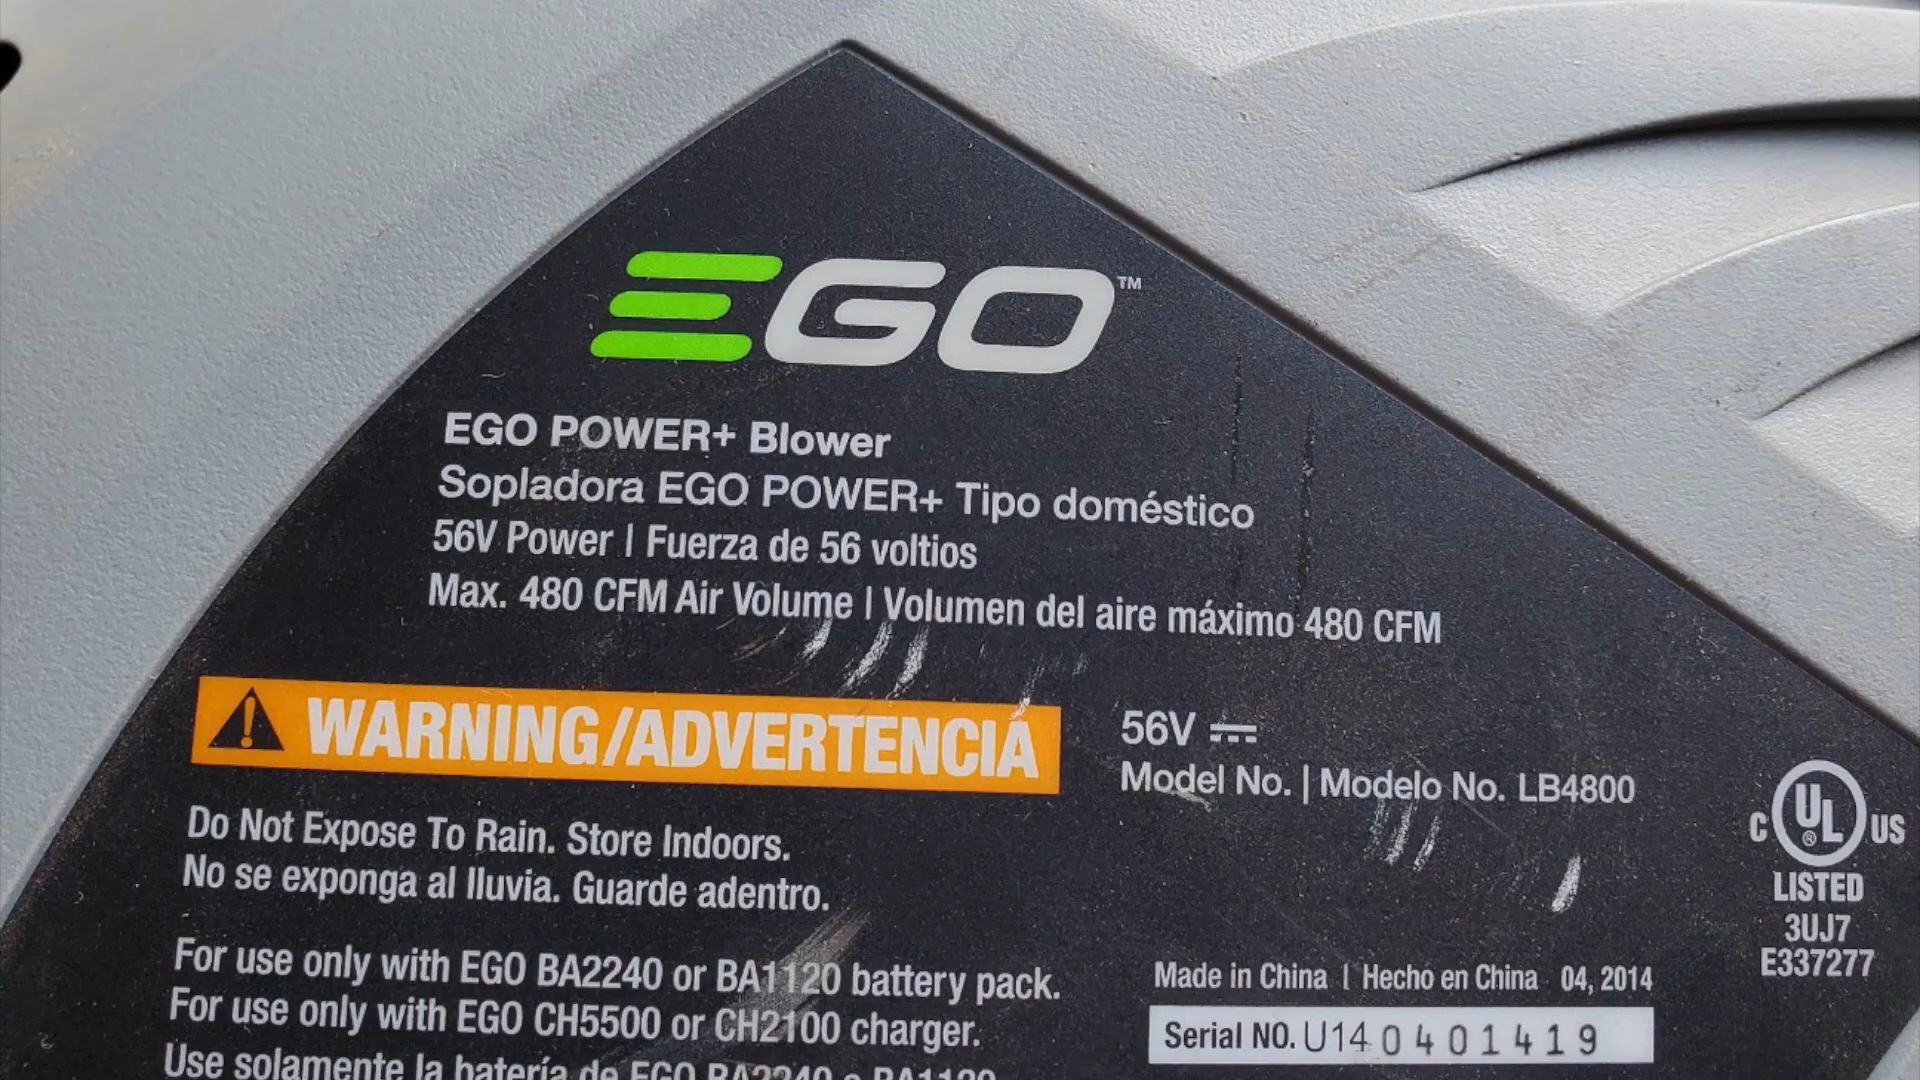 EGO™
EGO POWER+ Blower
Sopladora EGO POWER+ Tipo doméstico
56V Power | Fuerza de 56 voltios
Max. 480 CFM Air Volume | Volumen del aire máximo 480 CFM
WARNING/ADVERTENCIA
Do Not Expose To Rain. Store Indoors.
No se exponga al lluvia. Guarde adentro.
For use only with EGO BA2240 or BA1120 battery pack.
For use only with EGO CH5500 or CH2100 charger.
Use solamente la batería de EGO BA2240 o BA1120
56V
Model No. | Modelo No. LB4800
C UL® US
LISTED
3UJ7
E337277
Made in China | Hecho en China 04, 2014
Serial NO. U140401419